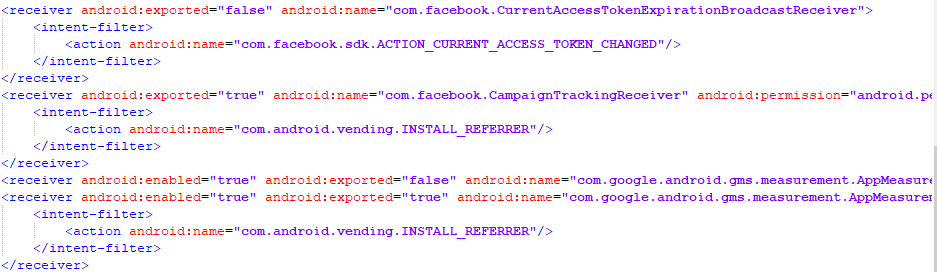 <receiver android:exported="false" android:name="com.facebook.CurrentAccessTokenExpirationBroadcastReceiver">
<intent-filter>
<action android:name="com.facebook.sdk.ACTION_CURRENT_ACCESS_TOKEN_CHANGED"/>
</intent-filter>
</receiver>
<receiver android:exported="true" android:name="com.facebook.CampaignTrackingReceiver" android:permission="android.pe
<intent-filter>
<action android:name="com.android.vending.INSTALL_REFERRER"/>
</intent-filter>
</receiver>
<receiver android:enabled="true" android:exported="false" android:name="com.google.android.gms.measurement.AppMeasure
<receiver android:enabled="true" android:exported="true" android:name="com.google.android.gms.measurement.AppMeasurem
<intent-filter>
<action android:name="com.android.vending.INSTALL_REFERRER"/>
</intent-filter>
</receiver>